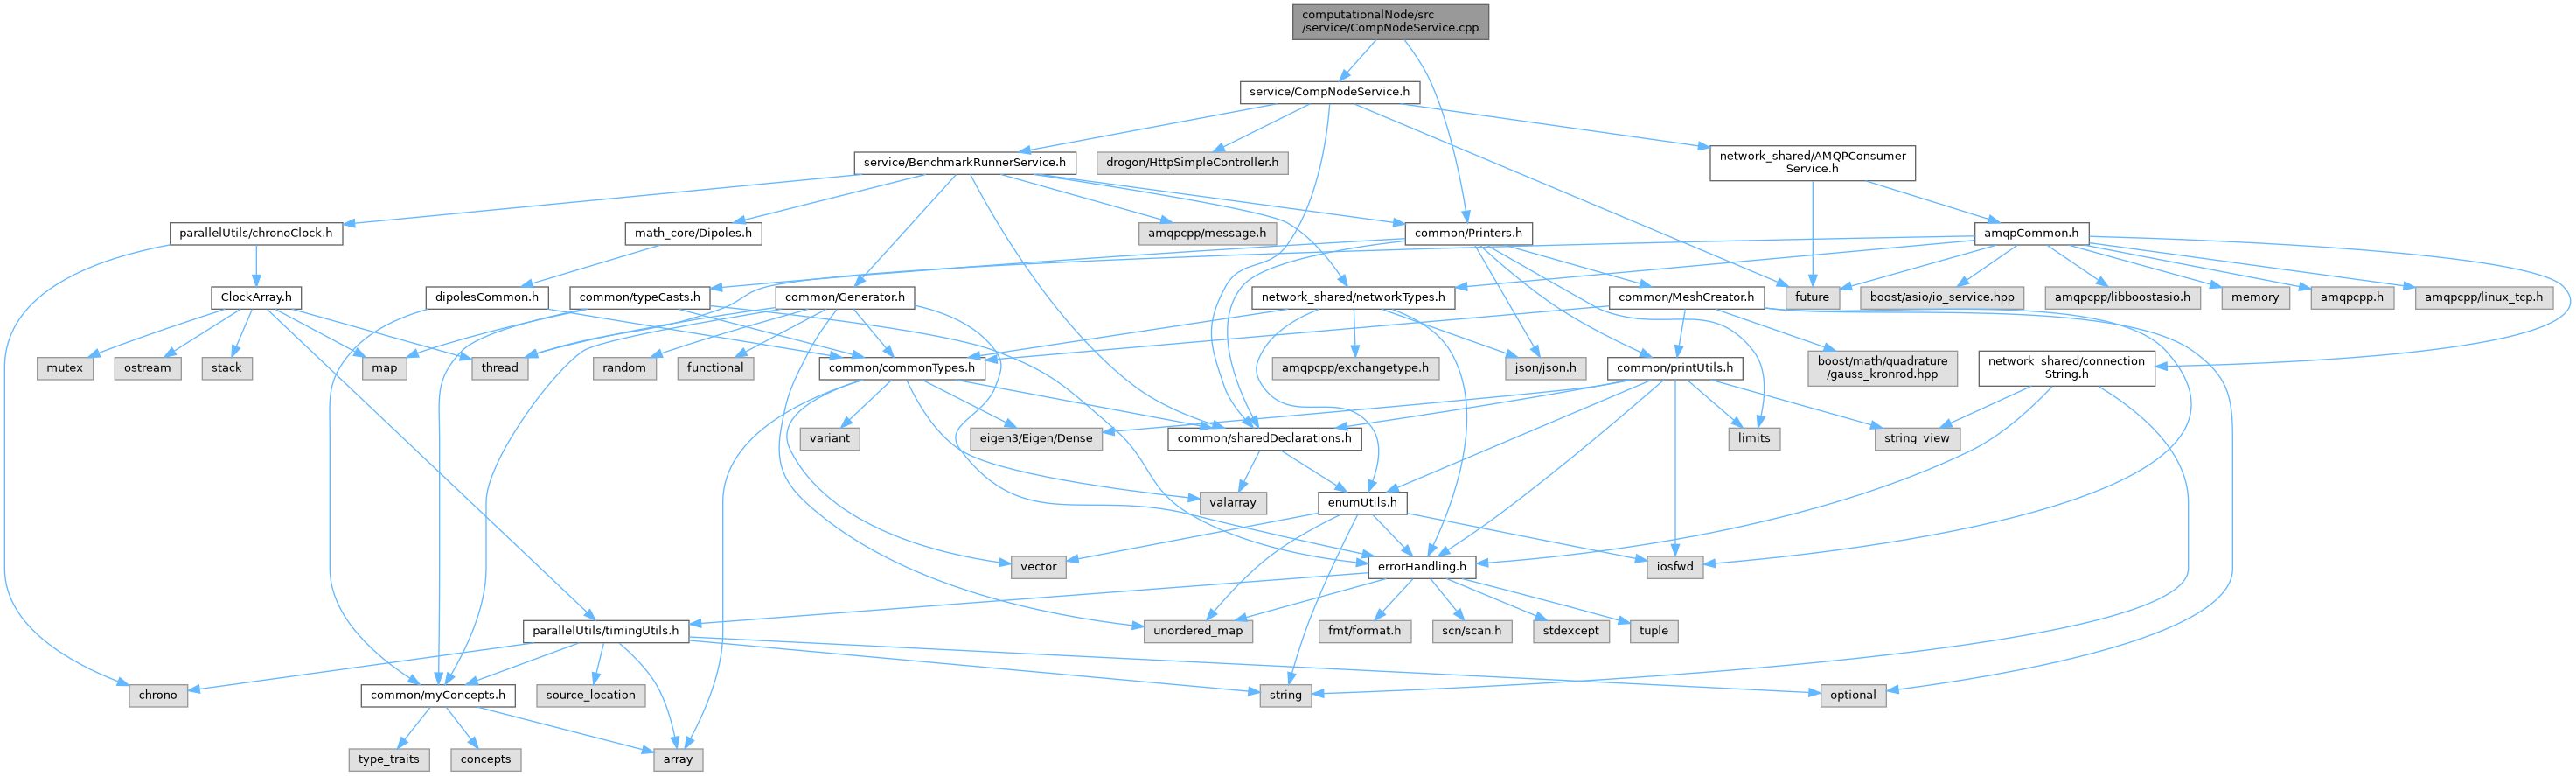 computationalNode/src
/service/CompNodeService.cpp
service/CompNodeService.h
service/BenchmarkRunnerService.h
drogon/HttpSimpleController.h
network_shared/AMQPConsumer
Service.h
parallelUtils/chronoClock.h
math_core/Dipoles.h
amqpcpp/message.h
common/Printers.h
amqpCommon.h
ClockArray.h
dipolesCommon.h
common/typeCasts.h
common/Generator.h
network_shared/networkTypes.h
common/MeshCreator.h
future
boost/asio/io_service.hpp
amqpcpp/libboostasio.h
memory
amqpcpp.h
amqpcpp/linux_tcp.h
mutex
ostream
stack
map
thread
random
functional
common/commonTypes.h
amqpcpp/exchangetype.h
json/json.h
common/printUtils.h
boost/math/quadrature
/gauss_kronrod.hpp
network_shared/connection
String.h
variant
eigen3/Eigen/Dense
common/sharedDeclarations.h
limits
string_view
valarray
enumUtils.h
vector
errorHandling.h
iosfwd
parallelUtils/timingUtils.h
unordered_map
fmt/format.h
scn/scan.h
stdexcept
tuple
chrono
common/myConcepts.h
source_location
string
optional
type_traits
concepts
array